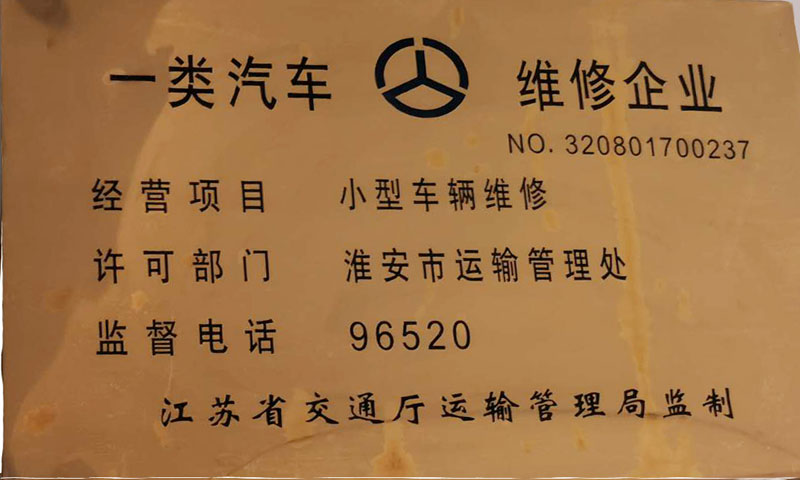 一类汽车 维修企业
NO. 320801700237
经营项目 小型车辆维修
许可部门 淮安市运输管理处
监督电话 96520
江苏省交通厅运输管理局监制